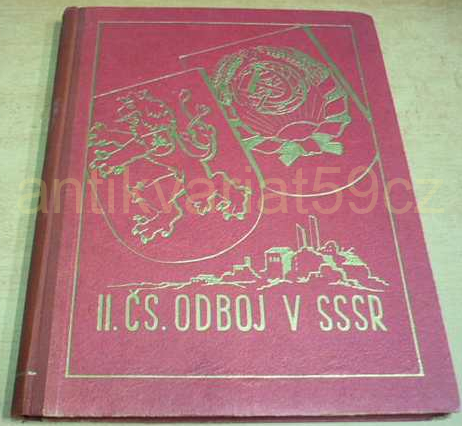 antikvariat59cz
II. ČS. ODBOJ V SSSR